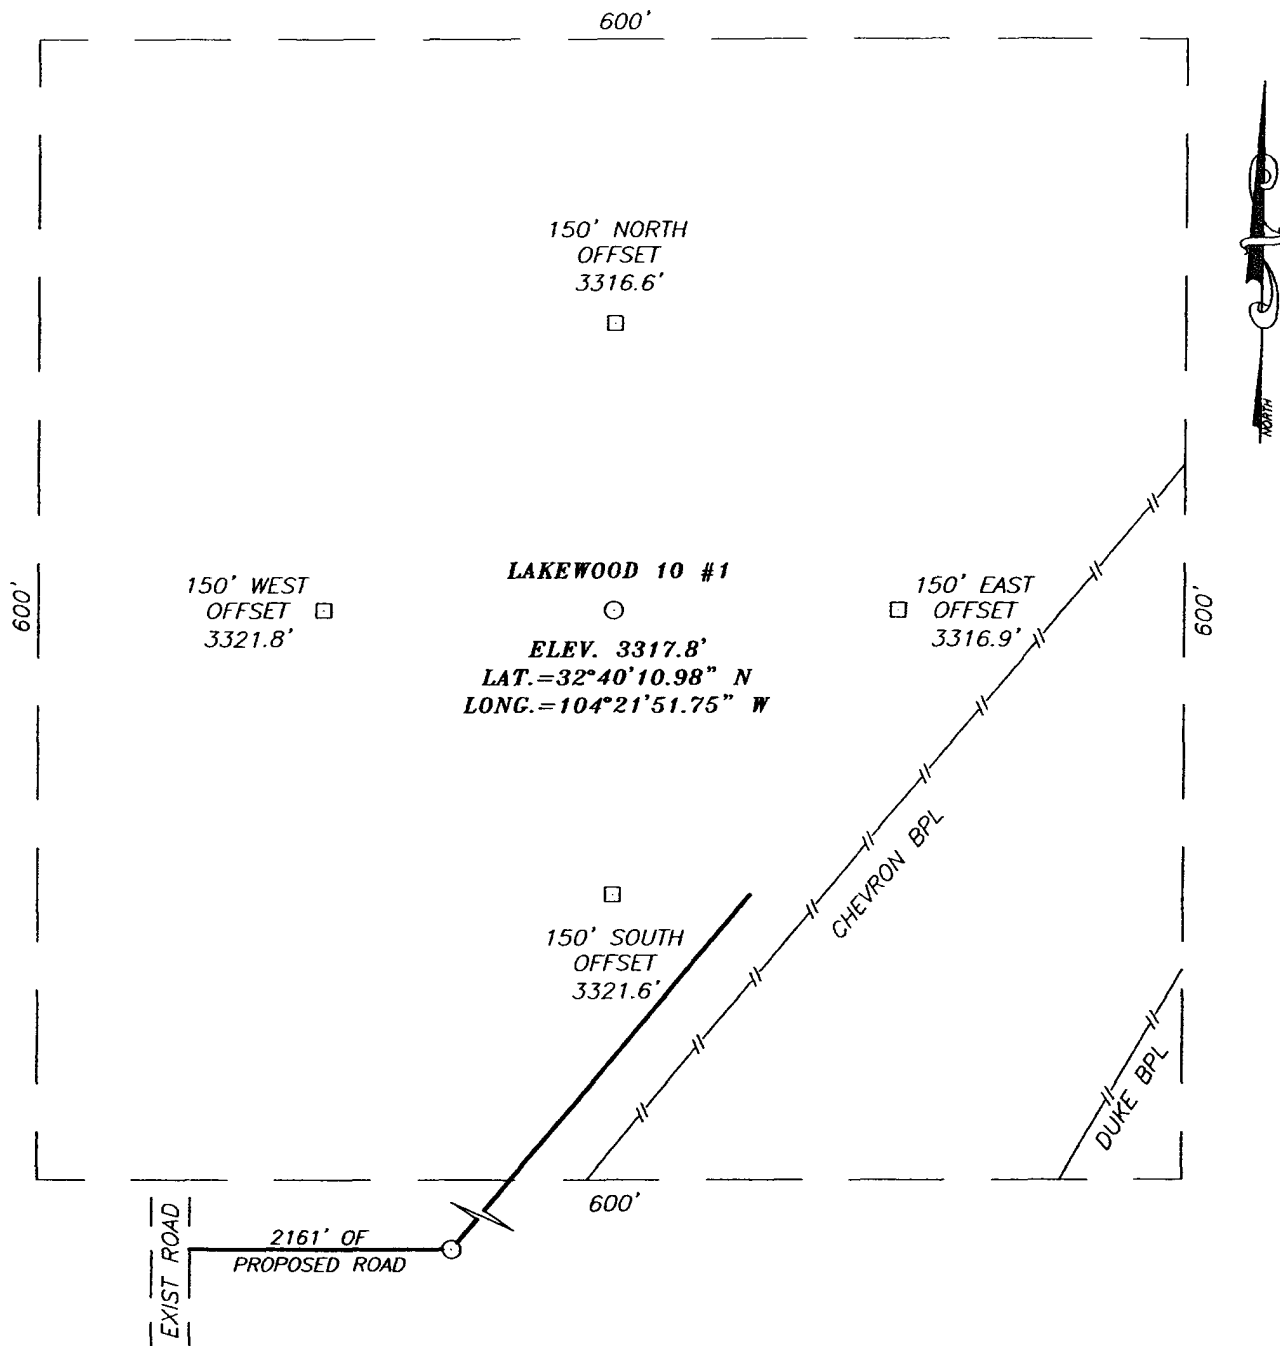 600'
150' NORTH
OFFSET
3316.6'
NORTH
600'
150' WEST
OFFSET
3321.8'
LAKEWOOD 10 #1
ELEV. 3317.8'
LAT.=32°40'10.98" N
LONG.=104°21'51.75" W
150' EAST
OFFSET
3316.9'
600'
CHEVRON BPL
150' SOUTH
OFFSET
3321.6'
DUKE BPL
600'
EXIST ROAD
2161' OF
PROPOSED ROAD